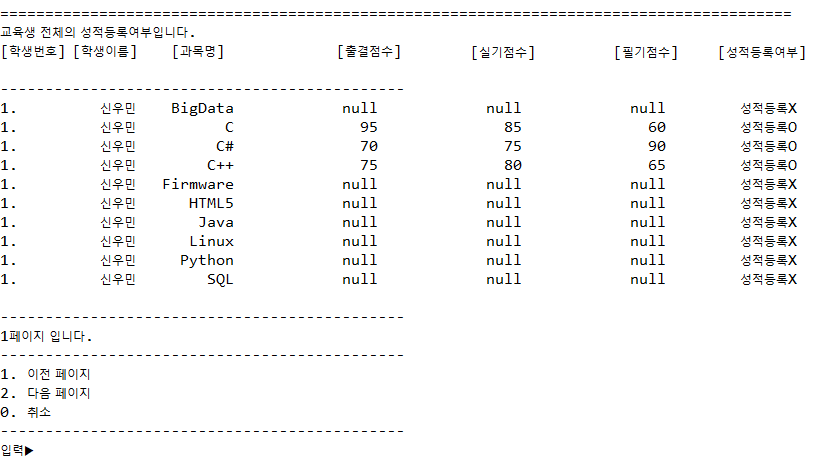 ========================================================================================
교육생 전체의 성적등록여부입니다.
[학생번호] [학생이름] [과목명] [출결점수] [실기점수] [필기점수] [성적등록여부]
---------------------------------------------
1. 신우민 BigData null null null 성적등록X
1. 신우민 C 95 85 60 성적등록O
1. 신우민 C# 70 75 90 성적등록O
1. 신우민 C++ 75 80 65 성적등록O
1. 신우민 Firmware null null null 성적등록X
1. 신우민 HTML5 null null null 성적등록X
1. 신우민 Java null null null 성적등록X
1. 신우민 Linux null null null 성적등록X
1. 신우민 Python null null null 성적등록X
1. 신우민 SQL null null null 성적등록X
---------------------------------------------
1페이지 입니다.
---------------------------------------------
1. 이전 페이지
2. 다음 페이지
0. 취소
---------------------------------------------
입력▶